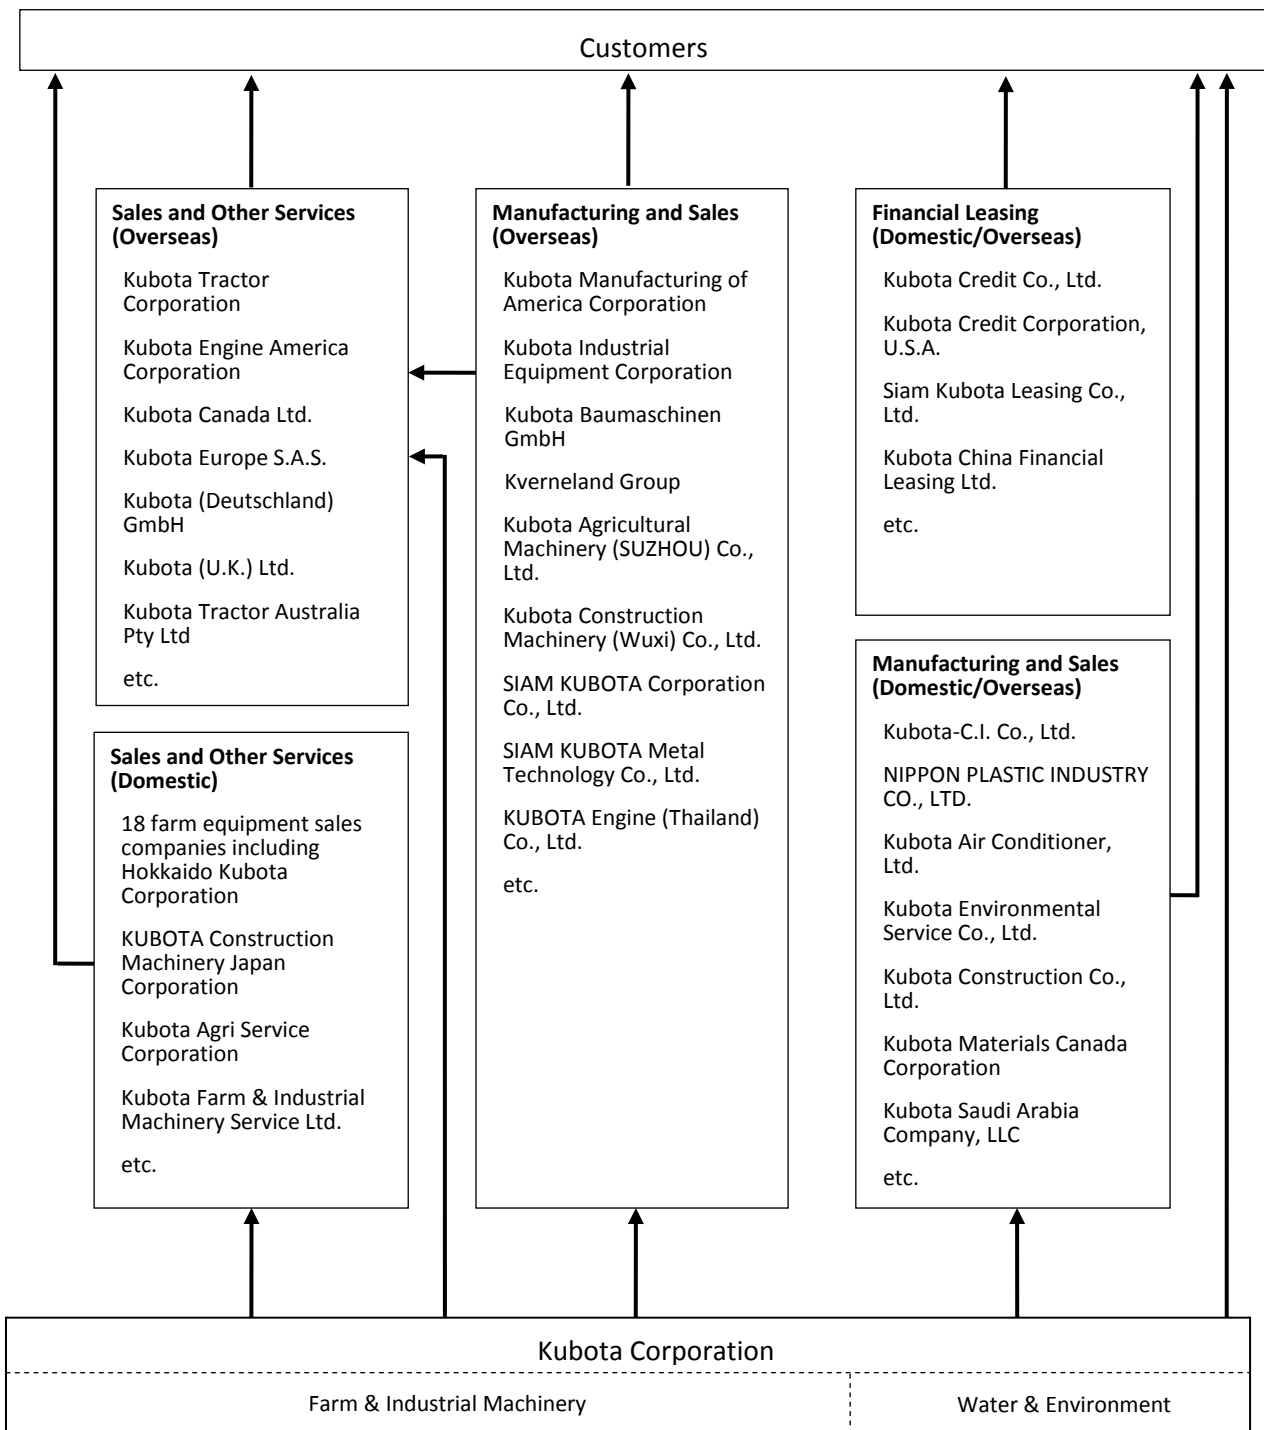 Customers
Sales and Other Services
(Overseas)
Kubota Tractor
Corporation
Kubota Engine America
Corporation
Kubota Canada Ltd.
Kubota Europe S.A.S.
Kubota (Deutschland)
GmbH
Kubota (U.K.) Ltd.
Kubota Tractor Australia
Pty Ltd
etc.
Sales and Other Services
(Domestic)
18 farm equipment sales
companies including
Hokkaido Kubota
Corporation
KUBOTA Construction
Machinery Japan
Corporation
Kubota Agri Service
Corporation
Kubota Farm & Industrial
Machinery Service Ltd.
etc.
Manufacturing and Sales
(Overseas)
Kubota Manufacturing of
America Corporation
Kubota Industrial
Equipment Corporation
Kubota Baumaschinen
GmbH
Kverneland Group
Kubota Agricultural
Machinery (SUZHOU) Co.,
Ltd.
Kubota Construction
Machinery (Wuxi) Co., Ltd.
SIAM KUBOTA Corporation
Co., Ltd.
SIAM KUBOTA Metal
Technology Co., Ltd.
KUBOTA Engine (Thailand)
Co., Ltd.
etc.
Financial Leasing
(Domestic/Overseas)
Kubota Credit Co., Ltd.
Kubota Credit Corporation,
U.S.A.
Siam Kubota Leasing Co.,
Ltd.
Kubota China Financial
Leasing Ltd.
etc.
Manufacturing and Sales
(Domestic/Overseas)
Kubota-C.I. Co., Ltd.
NIPPON PLASTIC INDUSTRY
CO., LTD.
Kubota Air Conditioner,
Ltd.
Kubota Environmental
Service Co., Ltd.
Kubota Construction Co.,
Ltd.
Kubota Materials Canada
Corporation
Kubota Saudi Arabia
Company, LLC
etc.
Kubota Corporation
Farm & Industrial Machinery
Water & Environment